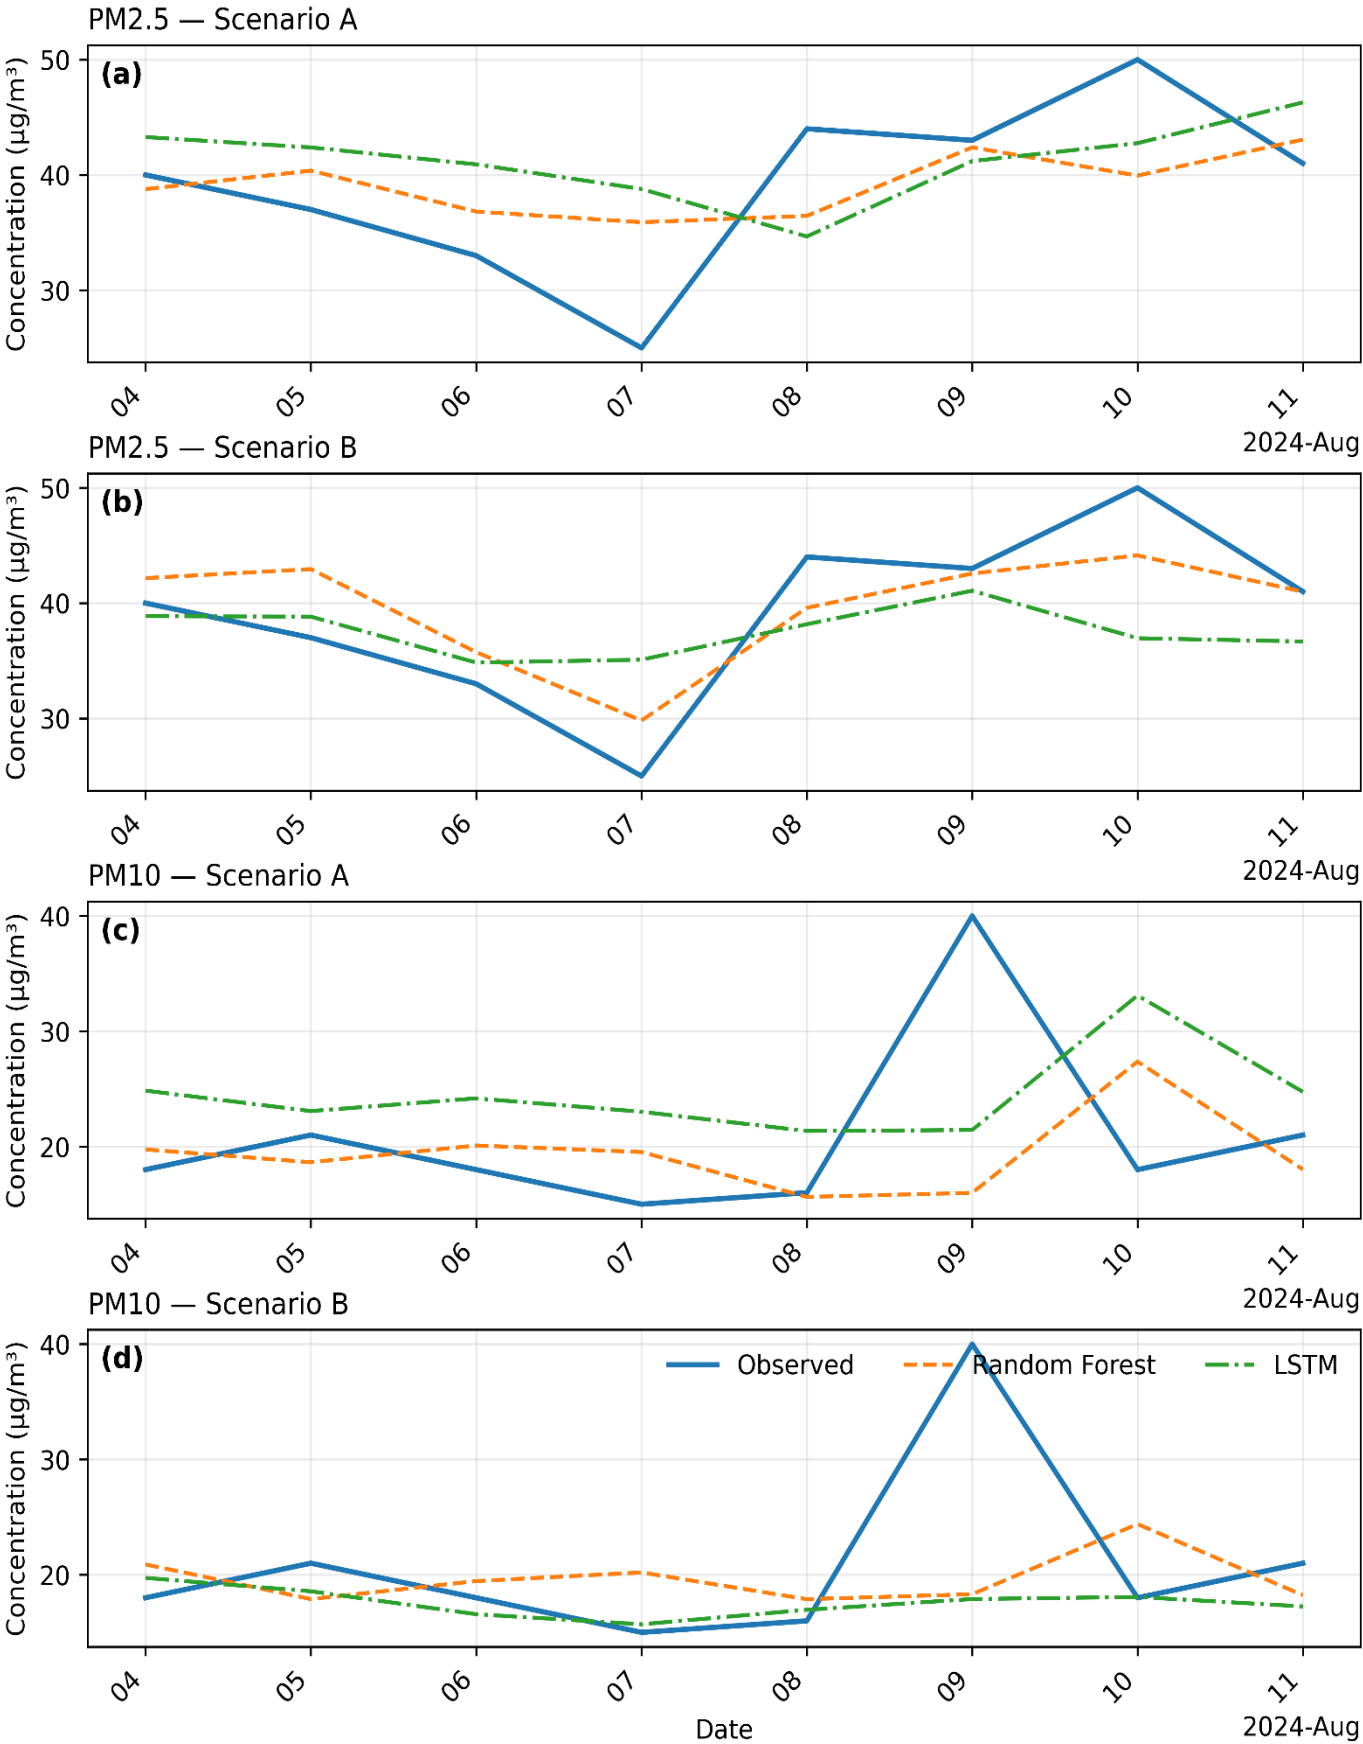 PM2.5 — Scenario A
(a)
Concentration (µg/m³)
50
40
30
04 05 06 07 08 09 10 11
2024-Aug
PM2.5 — Scenario B
(b)
Concentration (µg/m³)
50
40
30
04 05 06 07 08 09 10 11
2024-Aug
PM10 — Scenario A
(c)
Concentration (µg/m³)
40
30
20
04 05 06 07 08 09 10 11
2024-Aug
PM10 — Scenario B
(d)
Observed Random Forest LSTM
Concentration (µg/m³)
40
30
20
04 05 06 07 08 09 10 11
Date
2024-Aug